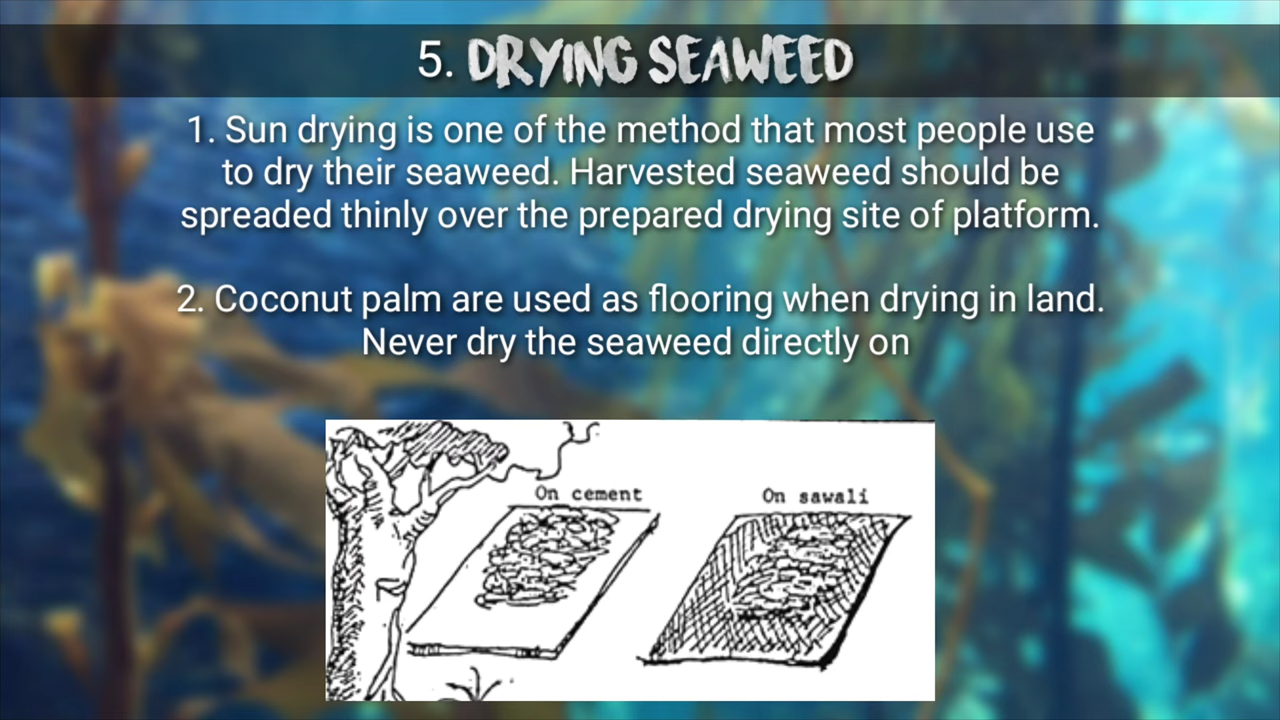 5. DRYING SEAWEED
1. Sun drying is one of the method that most people use
to dry their seaweed. Harvested seaweed should be
spreaded thinly over the prepared drying site of platform.
2. Coconut palm are used as flooring when drying in land.
Never dry the seaweed directly on
On cement
On sawali